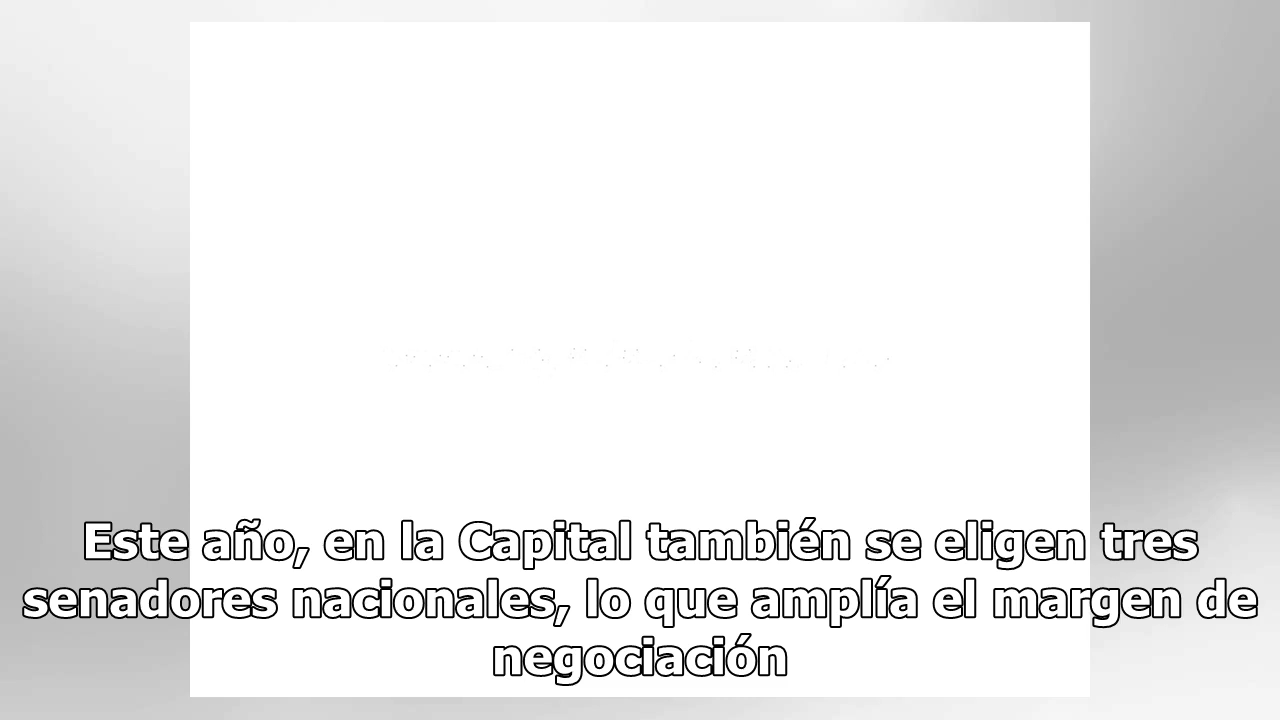 Este año, en la Capital también se eligen tres
senadores nacionales, lo que amplía el margen de
negociación